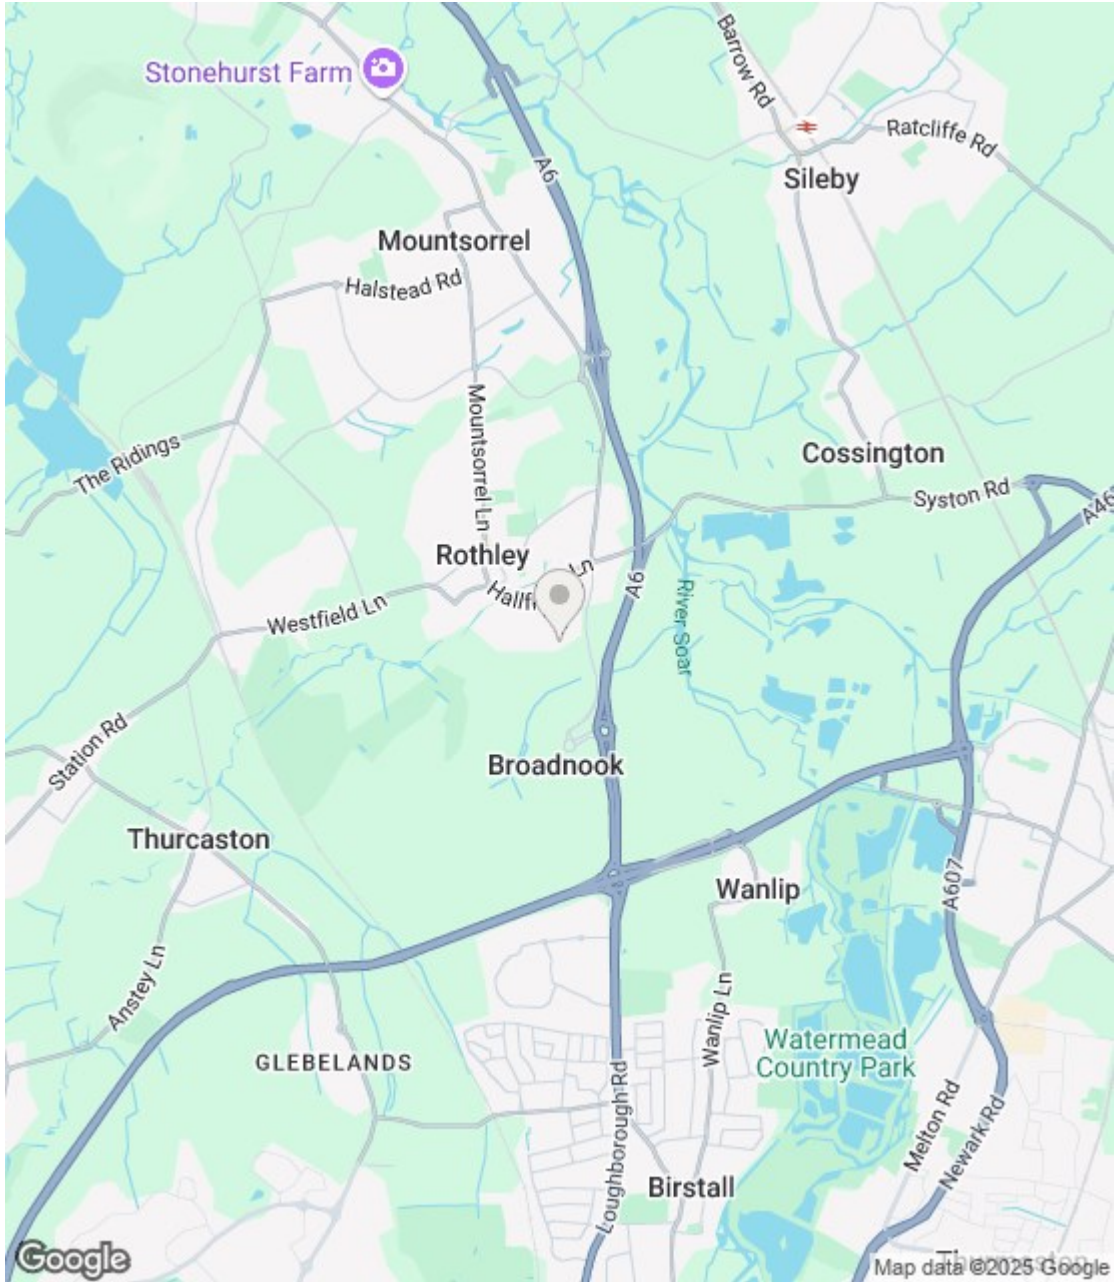 Stonehurst Farm
Barrow Rd
Ratcliffe Rd
A6
Sileby
Mountsorrel
Halstead Rd
Mountsorrel Ln
The Ridings
Cossington
Syston Rd
A46
Rothley
Ln
A6
River Soar
Westfield Ln
Station Rd
Broadnook
Thurcaston
Wanlip
A607
Anstey Ln
Wanlip Ln
GLEBELANDS
Watermead
Country Park
Loughborough Rd
Melton Rd
Newark Rd
Birstall
Thurmaston
Google
Map data ©2025 Google